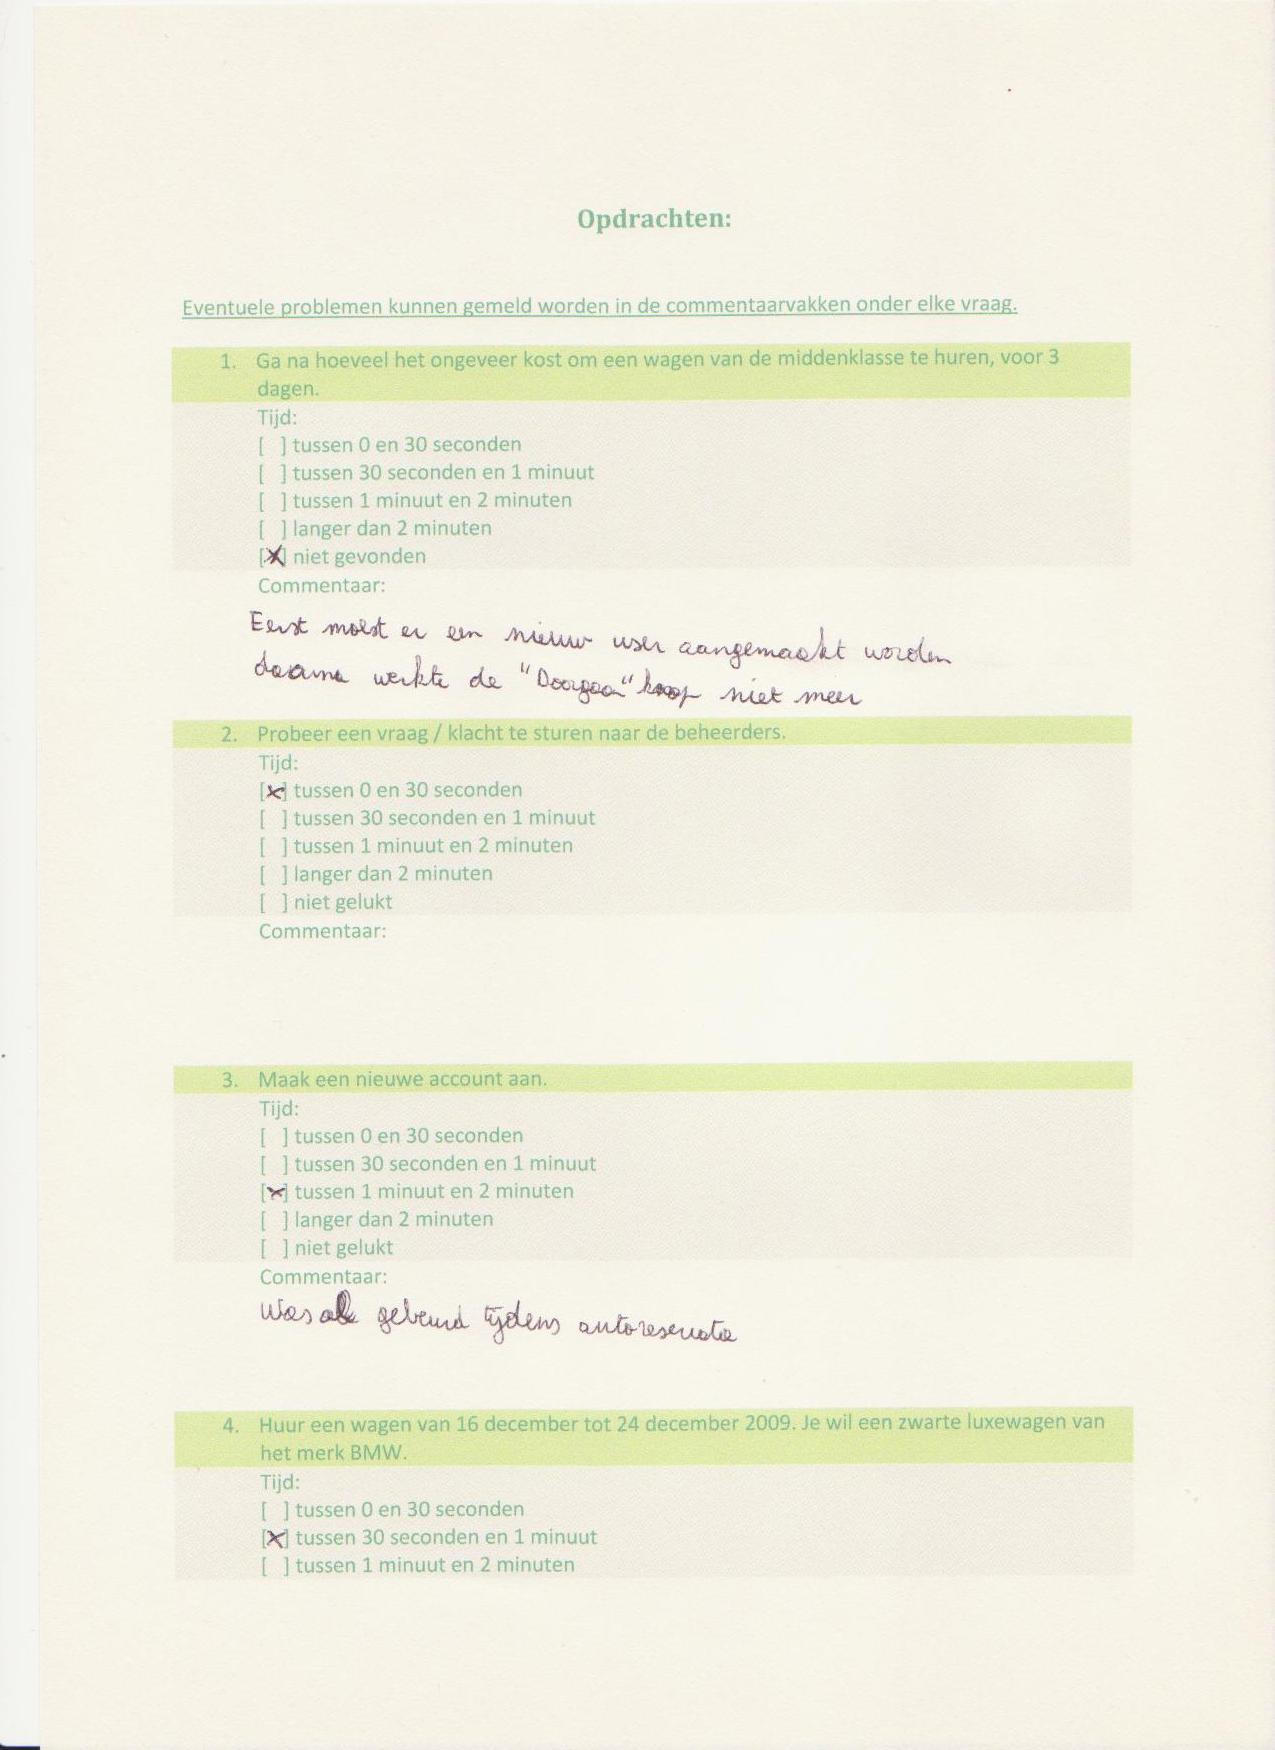 Opdrachten:
Eventuele problemen kunnen gemeld worden in de commentaarvakken onder elke vraag.
1. Ga na hoeveel het ongeveer kost om een wagen van de middenklasse te huren, voor 3
dagen.
Tijd:
[ ] tussen 0 en 30 seconden
[ ] tussen 30 seconden en 1 minuut
[ ] tussen 1 minuut en 2 minuten
[ ] langer dan 2 minuten
[X] niet gevonden
Commentaar:
Eerst moest er een nieuw user aangemaakt worden
daarna werkte de "Doorgaan" knop niet meer
2. Probeer een vraag / klacht te sturen naar de beheerders.
Tijd:
[x] tussen 0 en 30 seconden
[ ] tussen 30 seconden en 1 minuut
[ ] tussen 1 minuut en 2 minuten
[ ] langer dan 2 minuten
[ ] niet gelukt
Commentaar:
3. Maak een nieuwe account aan.
Tijd:
[ ] tussen 0 en 30 seconden
[ ] tussen 30 seconden en 1 minuut
[x] tussen 1 minuut en 2 minuten
[ ] langer dan 2 minuten
[ ] niet gelukt
Commentaar:
Was al gebeurd tijdens autoreservatie
4. Huur een wagen van 16 december tot 24 december 2009. Je wil een zwarte luxewagen van
het merk BMW.
Tijd:
[ ] tussen 0 en 30 seconden
[X] tussen 30 seconden en 1 minuut
[ ] tussen 1 minuut en 2 minuten